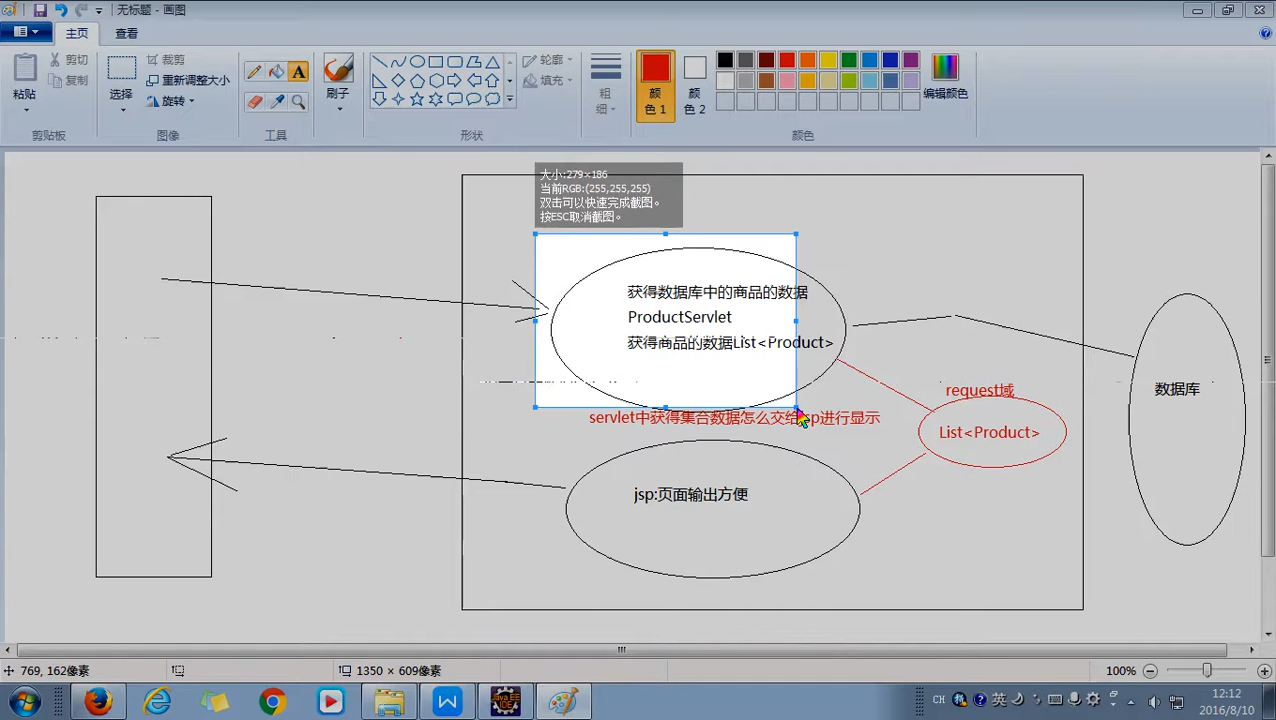 无标题 - 画图
主页
查看
粘贴
剪切
复制
剪贴板
选择
裁剪
重新调整大小
旋转
图像
A
工具
刷子
形状
轮廓
填充
粗细
颜色 1
颜色 2
编辑颜色
颜色
大小:279×186
当前RGB:(255,255,255)
双击可以快速完成截图。
按ESC取消截图。
获得数据库中的商品的数据
ProductServlet
获得商品的数据List<Product>
servlet中获得集合数据怎么交给jsp进行显示
request域
List<Product>
数据库
jsp:页面输出方便
769, 162像素
1350 × 609像素
100%
Java EE
IDE
W
CH
英
12:12
2016/8/10